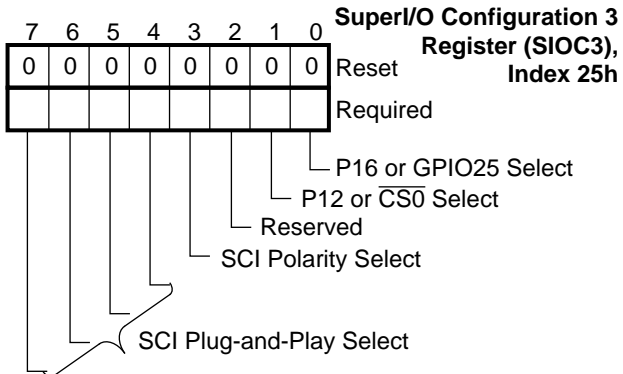 SuperI/O Configuration 3
Register (SIOC3),
Index 25h
7 6 5 4 3 2 1 0
0 0 0 0 0 0 0 0 Reset
Required
P16 or GPIO25 Select
P12 or C̅S̅0̅ Select
Reserved
SCI Polarity Select
SCI Plug-and-Play Select